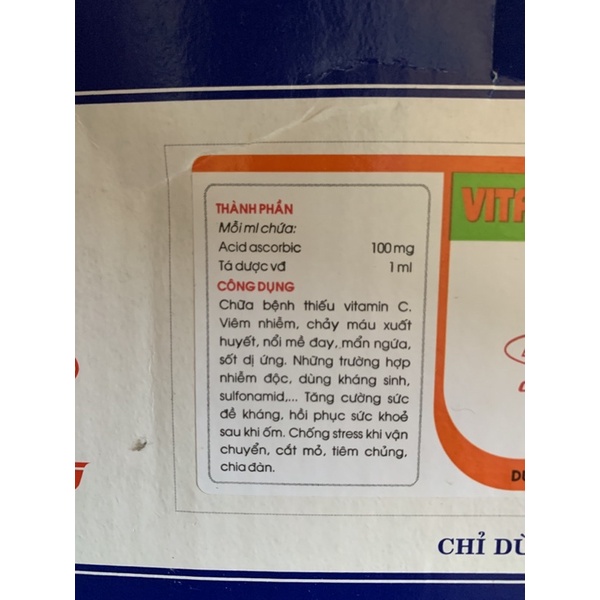 THÀNH PHẦN
Mỗi ml chứa:
Acid ascorbic 100 mg
Tá dược vđ 1 ml
CÔNG DỤNG
Chữa bệnh thiếu vitamin C.
Viêm nhiễm, chảy máu xuất
huyết, nổi mề đay, mẩn ngứa,
sốt dị ứng. Những trường hợp
nhiễm độc, dùng kháng sinh,
sulfonamid,... Tăng cường sức
đề kháng, hồi phục sức khoẻ
sau khi ốm. Chống stress khi vận
chuyển, cắt mỏ, tiêm chủng,
chia đàn.
CHỈ